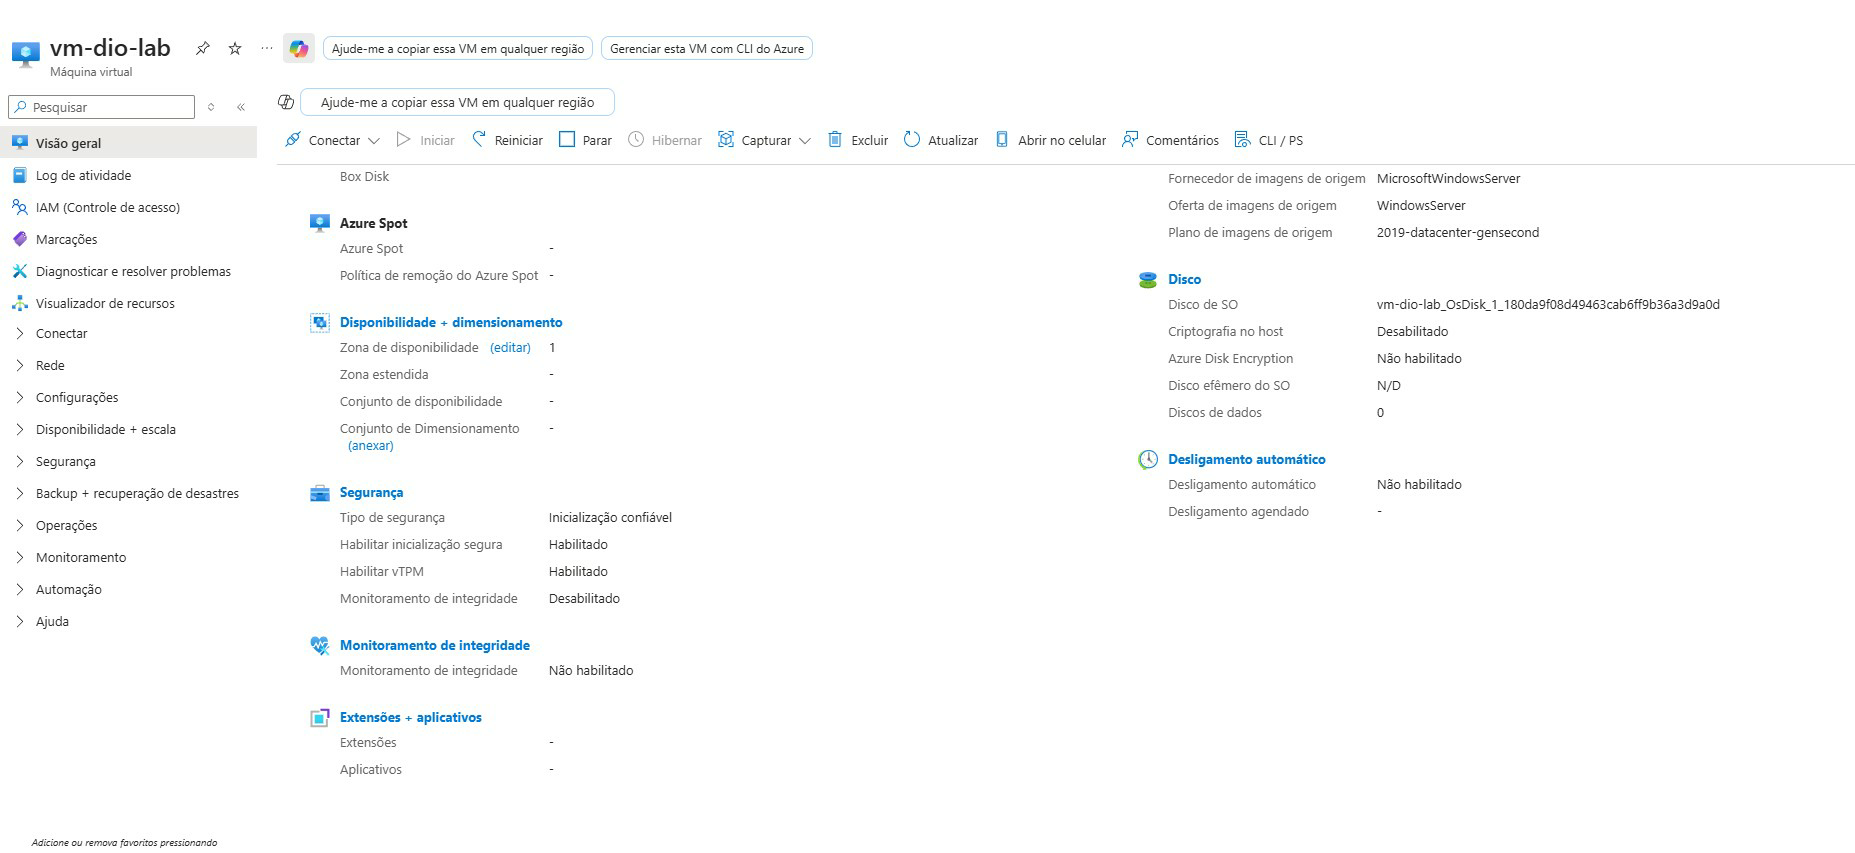 vm-dio-lab
Máquina virtual
Ajude-me a copiar essa VM em qualquer região
Gerenciar esta VM com CLI do Azure
Pesquisar
Visão geral
Log de atividade
IAM (Controle de acesso)
Marcações
Diagnosticar e resolver problemas
Visualizador de recursos
Conectar
Rede
Configurações
Disponibilidade + escala
Segurança
Backup + recuperação de desastres
Operações
Monitoramento
Automação
Ajuda
Adicione ou remova favoritos pressionando
Ajude-me a copiar essa VM em qualquer região
Conectar Iniciar Reiniciar Parar Hibernar Capturar Excluir Atualizar Abrir no celular Comentários CLI / PS
Box Disk
Azure Spot
Azure Spot -
Política de remoção do Azure Spot -
Disponibilidade + dimensionamento
Zona de disponibilidade (editar) 1
Zona estendida -
Conjunto de disponibilidade -
Conjunto de Dimensionamento -
(anexar)
Segurança
Tipo de segurança Inicialização confiável
Habilitar inicialização segura Habilitado
Habilitar vTPM Habilitado
Monitoramento de integridade Desabilitado
Monitoramento de integridade
Monitoramento de integridade Não habilitado
Extensões + aplicativos
Extensões -
Aplicativos -
Fornecedor de imagens de origem MicrosoftWindowsServer
Oferta de imagens de origem WindowsServer
Plano de imagens de origem 2019-datacenter-gensecond
Disco
Disco de SO vm-dio-lab_OsDisk_1_180da9f08d49463cab6ff9b36a3d9a0d
Criptografia no host Desabilitado
Azure Disk Encryption Não habilitado
Disco efêmero do SO N/D
Discos de dados 0
Desligamento automático
Desligamento automático Não habilitado
Desligamento agendado -